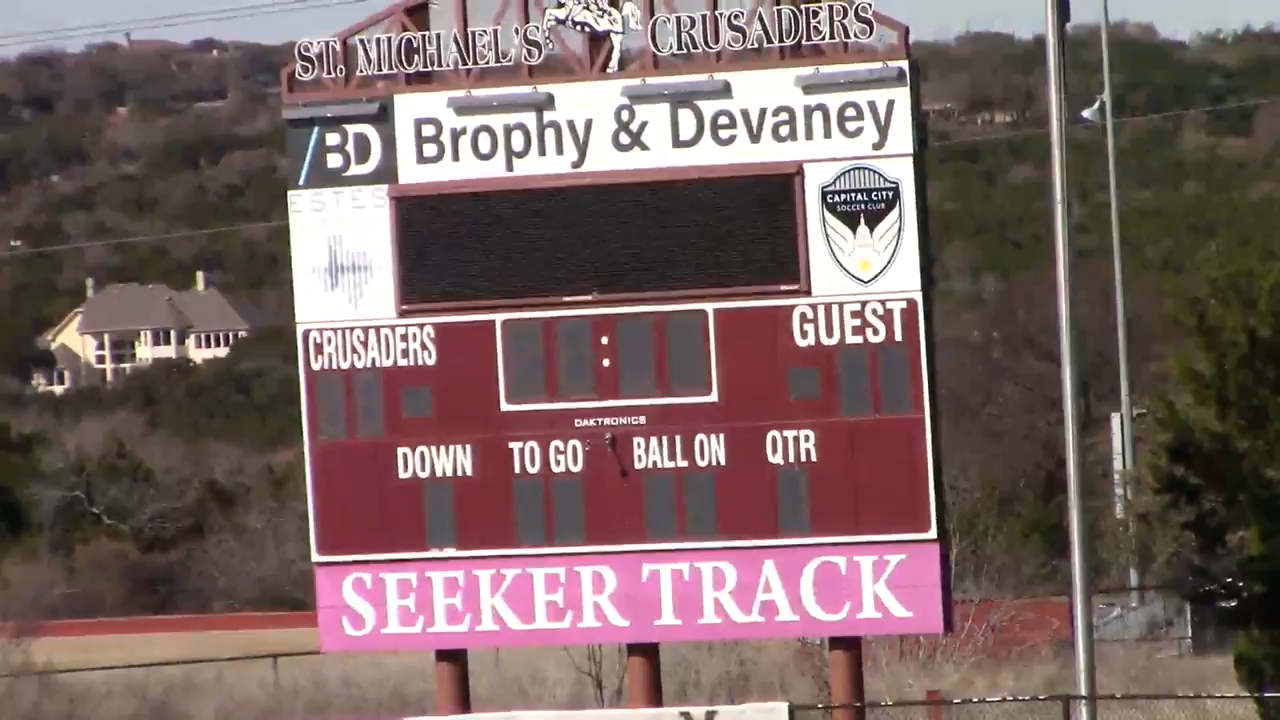 ST. MICHAEL'S CRUSADERS
BD Brophy & Devaney
ESTES
CAPITAL CITY
SOCCER CLUB
CRUSADERS
GUEST
:
DAKTRONICS
DOWN TO GO BALL ON QTR
SEEKER TRACK